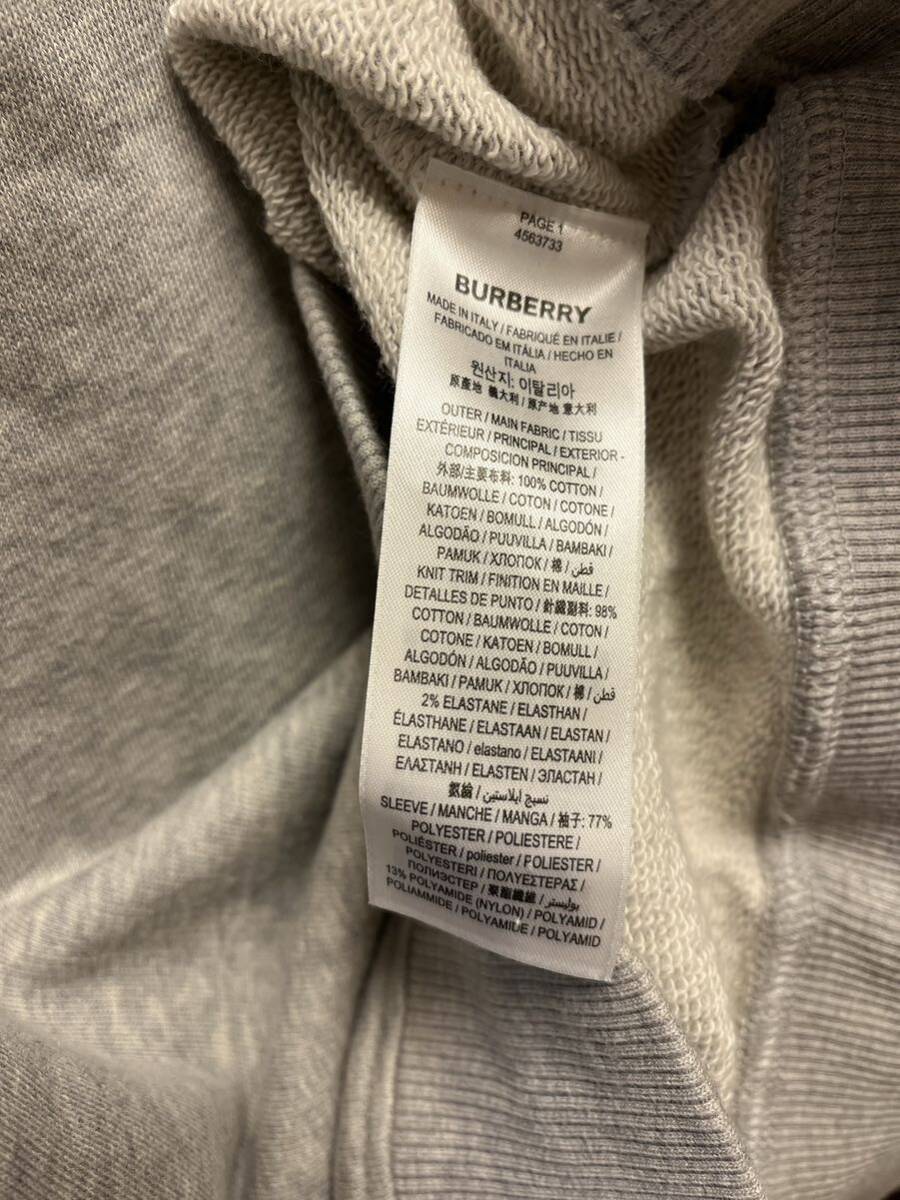 PAGE 1
4563733
BURBERRY
MADE IN ITALY / FABRIQUÉ EN ITALIE /
FABRICADO EM ITÁLIA / HECHO EN
ITALIA
원산지: 이탈리아
原產地 義大利 / 原产地 意大利
OUTER / MAIN FABRIC / TISSU
EXTÉRIEUR / PRINCIPAL / EXTERIOR -
COMPOSICION PRINCIPAL /
外部/主要布料: 100% COTTON /
BAUMWOLLE / COTON / COTONE /
KATOEN / BOMULL / ALGODÓN /
ALGODÃO / PUUVILLA / BAMBAKI /
PAMUK / ХЛОПОК / 棉 / قطن
KNIT TRIM / FINITION EN MAILLE /
DETALLES DE PUNTO / 針織副料: 98%
COTTON / BAUMWOLLE / COTON /
COTONE / KATOEN / BOMULL /
ALGODÓN / ALGODÃO / PUUVILLA /
BAMBAKI / PAMUK / ХЛОПОК / 棉 / قطن
2% ELASTANE / ELASTHAN /
ÉLASTHANE / ELASTAAN / ELASTAN /
ELASTANO / elastano / ELASTAANI /
ΕΛΑΣΤΑΝΗ / ELASTEN / ЭЛАСТАН /
氨綸 / نسيج ايلاستين
SLEEVE / MANCHE / MANGA / 袖子: 77%
POLYESTER / POLIESTERE /
POLIÉSTER / poliester / POLIESTER /
POLYESTERI / ΠΟΛΥΕΣΤΕΡΑΣ /
ПОЛИЭСТЕР / 聚酯纖維 / بوليستر
13% POLYAMIDE (NYLON) / POLYAMID /
POLIAMMIDE / POLYAMIDE / POLYAMID